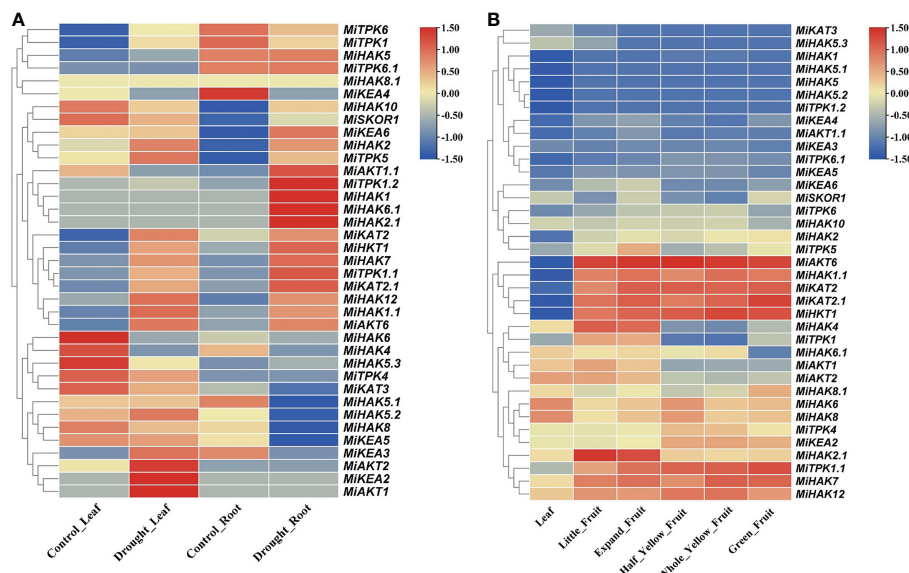 A
MiTPK6
MiTPK1
MiHAK5
MiTPK6.1
MiHAK8.1
MiKEA4
MiHAK10
MiSKOR1
MiKEA6
MiHAK2
MiTPK5
MiAKT1.1
MiTPK1.2
MiHAK1
MiHAK6.1
MiHAK2.1
MiKAT2
MiHKT1
MiHAK7
MiTPK1.1
MiKAT2.1
MiHAK12
MiHAK1.1
MiAKT6
MiHAK6
MiHAK4
MiHAK5.3
MiTPK4
MiKAT3
MiHAK5.1
MiHAK5.2
MiHAK8
MiKEA5
MiKEA3
MiAKT2
MiKEA2
MiAKT1
Control_Leaf
Drought_Leaf
Control_Root
Drought_Root
1.50
1.00
0.50
0.00
-0.50
-1.00
-1.50
B
MiKAT3
MiHAK5.3
MiHAK1
MiHAK5.1
MiHAK5
MiHAK5.2
MiTPK1.2
MiKEA4
MiAKT1.1
MiKEA3
MiTPK6.1
MiKEA5
MiKEA6
MiSKOR1
MiTPK6
MiHAK10
MiHAK2
MiTPK5
MiAKT6
MiHAK1.1
MiKAT2
MiKAT2.1
MiHKT1
MiHAK4
MiTPK1
MiHAK6.1
MiAKT1
MiAKT2
MiHAK8.1
MiHAK6
MiHAK8
MiTPK4
MiKEA2
MiHAK2.1
MiTPK1.1
MiHAK7
MiHAK12
Leaf
Little_Fruit
Expand_Fruit
Half_Yellow_Fruit
Whole_Yellow_Fruit
Green_Fruit
1.50
1.00
0.50
0.00
-0.50
-1.00
-1.50